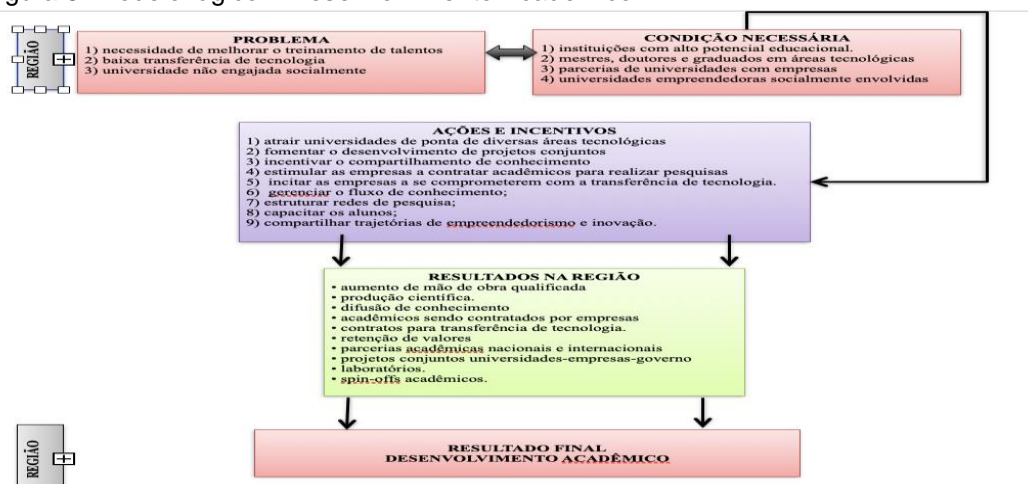 REGIÃO
PROBLEMA
1) necessidade de melhorar o treinamento de talentos
2) baixa transferência de tecnologia
3) universidade não engajada socialmente
CONDIÇÃO NECESSÁRIA
1) instituições com alto potencial educacional.
2) mestres, doutores e graduados em áreas tecnológicas
3) parcerias de universidades com empresas
4) universidades empreendedoras socialmente envolvidas
AÇÕES E INCENTIVOS
1) atrair universidades de ponta de diversas áreas tecnológicas
2) fomentar o desenvolvimento de projetos conjuntos
3) incentivar o compartilhamento de conhecimento
4) estimular as empresas a contratar acadêmicos para realizar pesquisas
5) incitar as empresas a se comprometerem com a transferência de tecnologia.
6) gerenciar o fluxo de conhecimento;
7) estruturar redes de pesquisa;
8) capacitar os alunos;
9) compartilhar trajetórias de empreendedorismo e inovação.
RESULTADOS NA REGIÃO
• aumento de mão de obra qualificada
• produção científica.
• difusão de conhecimento
• acadêmicos sendo contratados por empresas
• contratos para transferência de tecnologia.
• retenção de valores
• parcerias acadêmicas nacionais e internacionais
• projetos conjuntos universidades-empresas-governo
• laboratórios.
• spin-offs acadêmicos.
REGIÃO
RESULTADO FINAL
DESENVOLVIMENTO ACADÊMICO